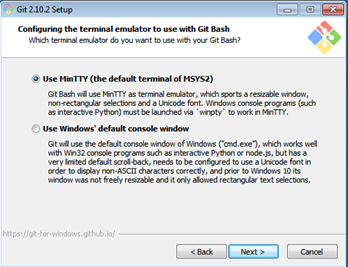 Git 2.10.2 Setup
Configuring the terminal emulator to use with Git Bash
Which terminal emulator do you want to use with your Git Bash?
Use MinTTY (the default terminal of MSYS2)
Git Bash will use MinTTY as terminal emulator, which sports a resizable window,
non-rectangular selections and a Unicode font. Windows console programs (such
as interactive Python) must be launched via `winpty` to work in MinTTY.
Use Windows' default console window
Git will use the default console window of Windows ("cmd.exe"), which works well
with Win32 console programs such as interactive Python or node.js, but has a
very limited default scroll-back, needs to be configured to use a Unicode font in
order to display non-ASCII characters correctly, and prior to Windows 10 its
window was not freely resizable and it only allowed rectangular text selections.
https://git-for-windows.github.io/
< Back
Next >
Cancel